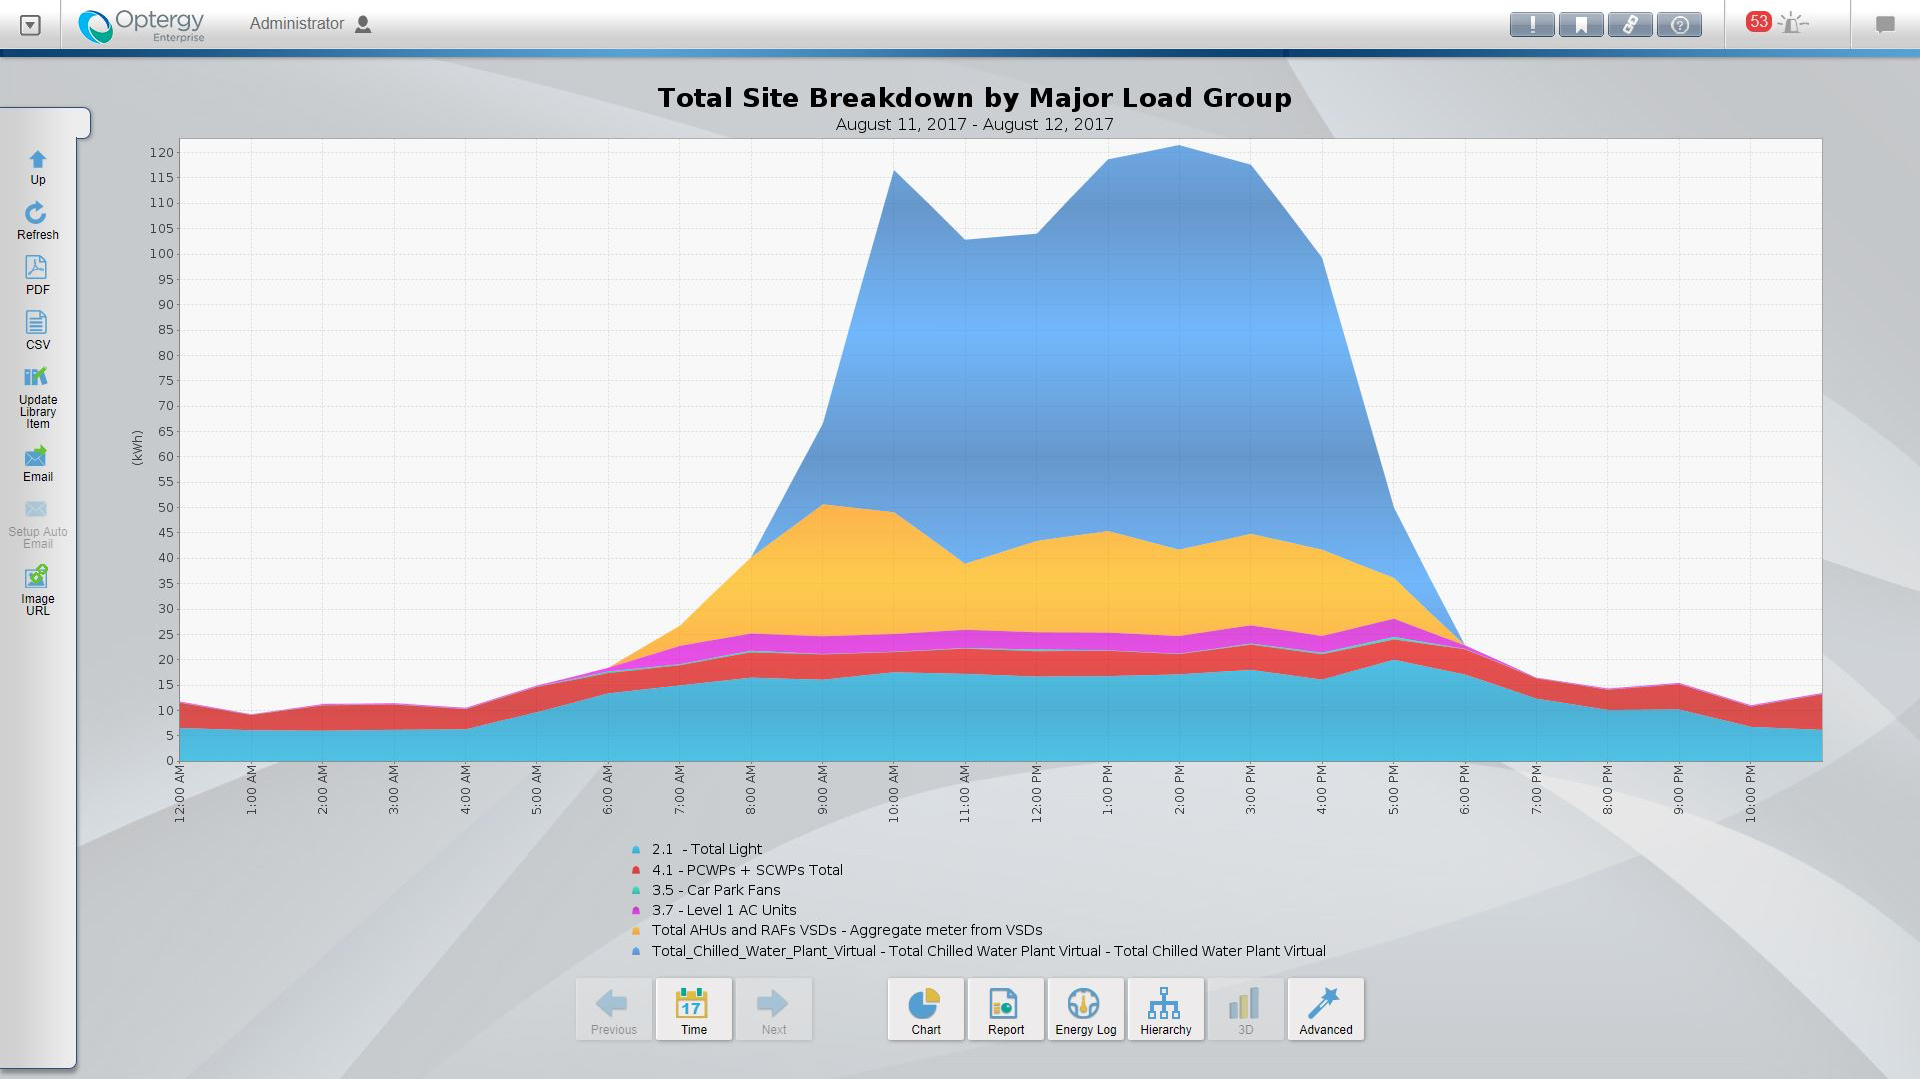 Optergy
Enterprise
Administrator
53
Total Site Breakdown by Major Load Group
August 11, 2017 - August 12, 2017
Up
Refresh
PDF
CSV
Update
Library
Item
Email
Setup Auto
Email
Image
URL
(kWh)
120
115
110
105
100
95
90
85
80
75
70
65
60
55
50
45
40
35
30
25
20
15
10
5
0
12:00 AM
1:00 AM
2:00 AM
3:00 AM
4:00 AM
5:00 AM
6:00 AM
7:00 AM
8:00 AM
9:00 AM
10:00 AM
11:00 AM
12:00 PM
1:00 PM
2:00 PM
3:00 PM
4:00 PM
5:00 PM
6:00 PM
7:00 PM
8:00 PM
9:00 PM
10:00 PM
2.1 - Total Light
4.1 - PCWPs + SCWPs Total
3.5 - Car Park Fans
3.7 - Level 1 AC Units
Total AHUs and RAFs VSDs - Aggregate meter from VSDs
Total_Chilled_Water_Plant_Virtual - Total Chilled Water Plant Virtual - Total Chilled Water Plant Virtual
Previous
17
Time
Next
Chart
Report
Energy Log
Hierarchy
3D
Advanced